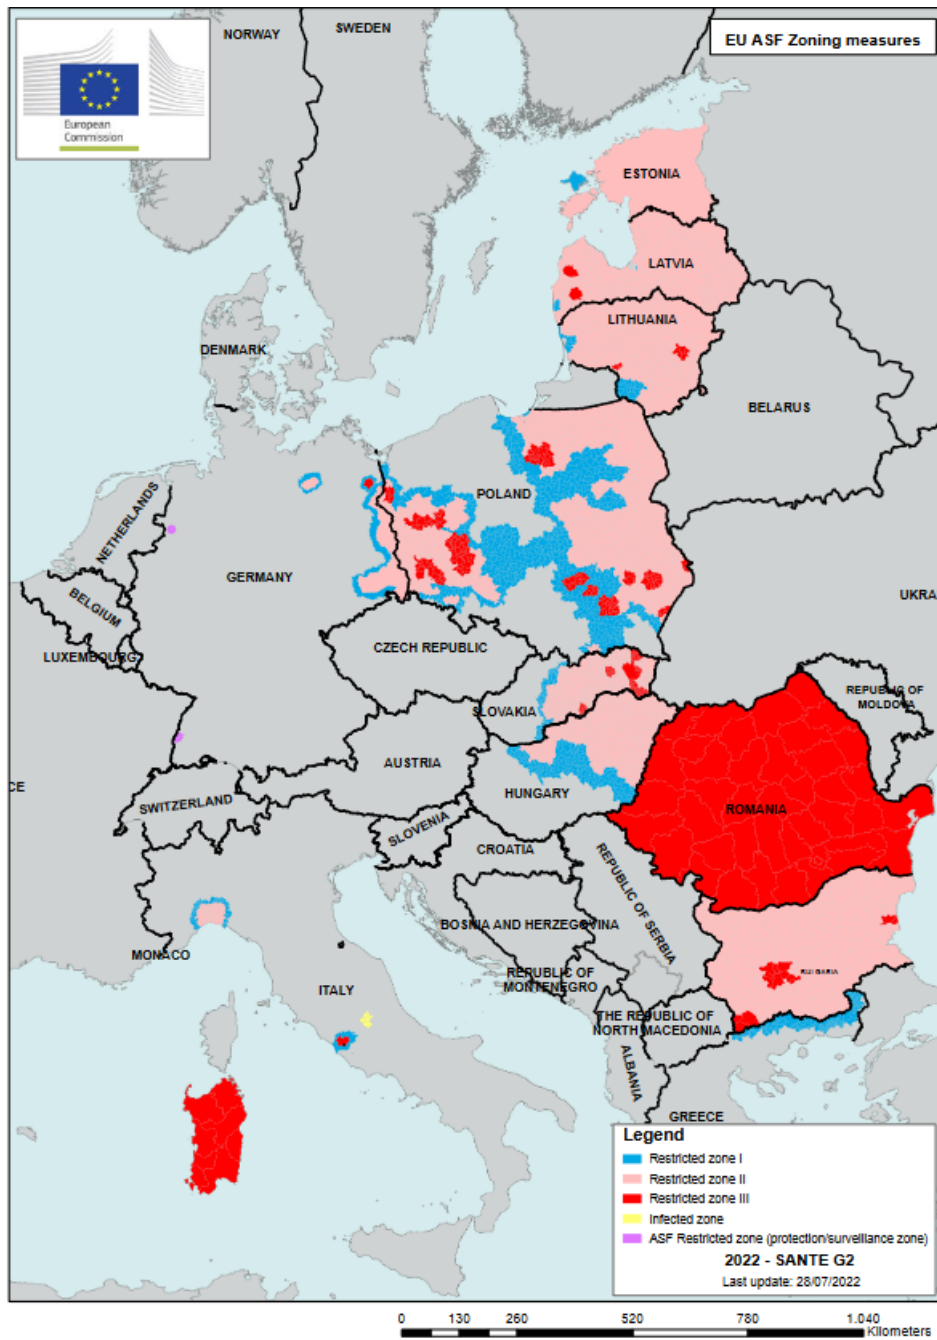 NORWAY
SWEDEN
EU ASF Zoning measures
European
Commission
ESTONIA
LATVIA
LITHUANIA
DENMARK
BELARUS
NETHERLANDS
POLAND
GERMANY
BELGIUM
UKRA
LUXEMBOURG
CZECH REPUBLIC
REPUBLIC OF
MOLDOVA
SLOVAKIA
AUSTRIA
CE
SWITZERLAND
HUNGARY
ROMANIA
SLOVENIA
CROATIA
REPUBLIC OF SERBIA
BOSNIA AND HERZEGOVINA
MONACO
REPUBLIC OF
MONTENEGRO
BULGARIA
ITALY
THE REPUBLIC OF
NORTH MACEDONIA
ALBANIA
GREECE
Legend
Restricted zone I
Restricted zone II
Restricted zone III
Infected zone
ASF Restricted zone (protection/surveillance zone)
2022 - SANTE G2
Last update: 28/07/2022
0 130 260 520 780 1.040
Kilometers